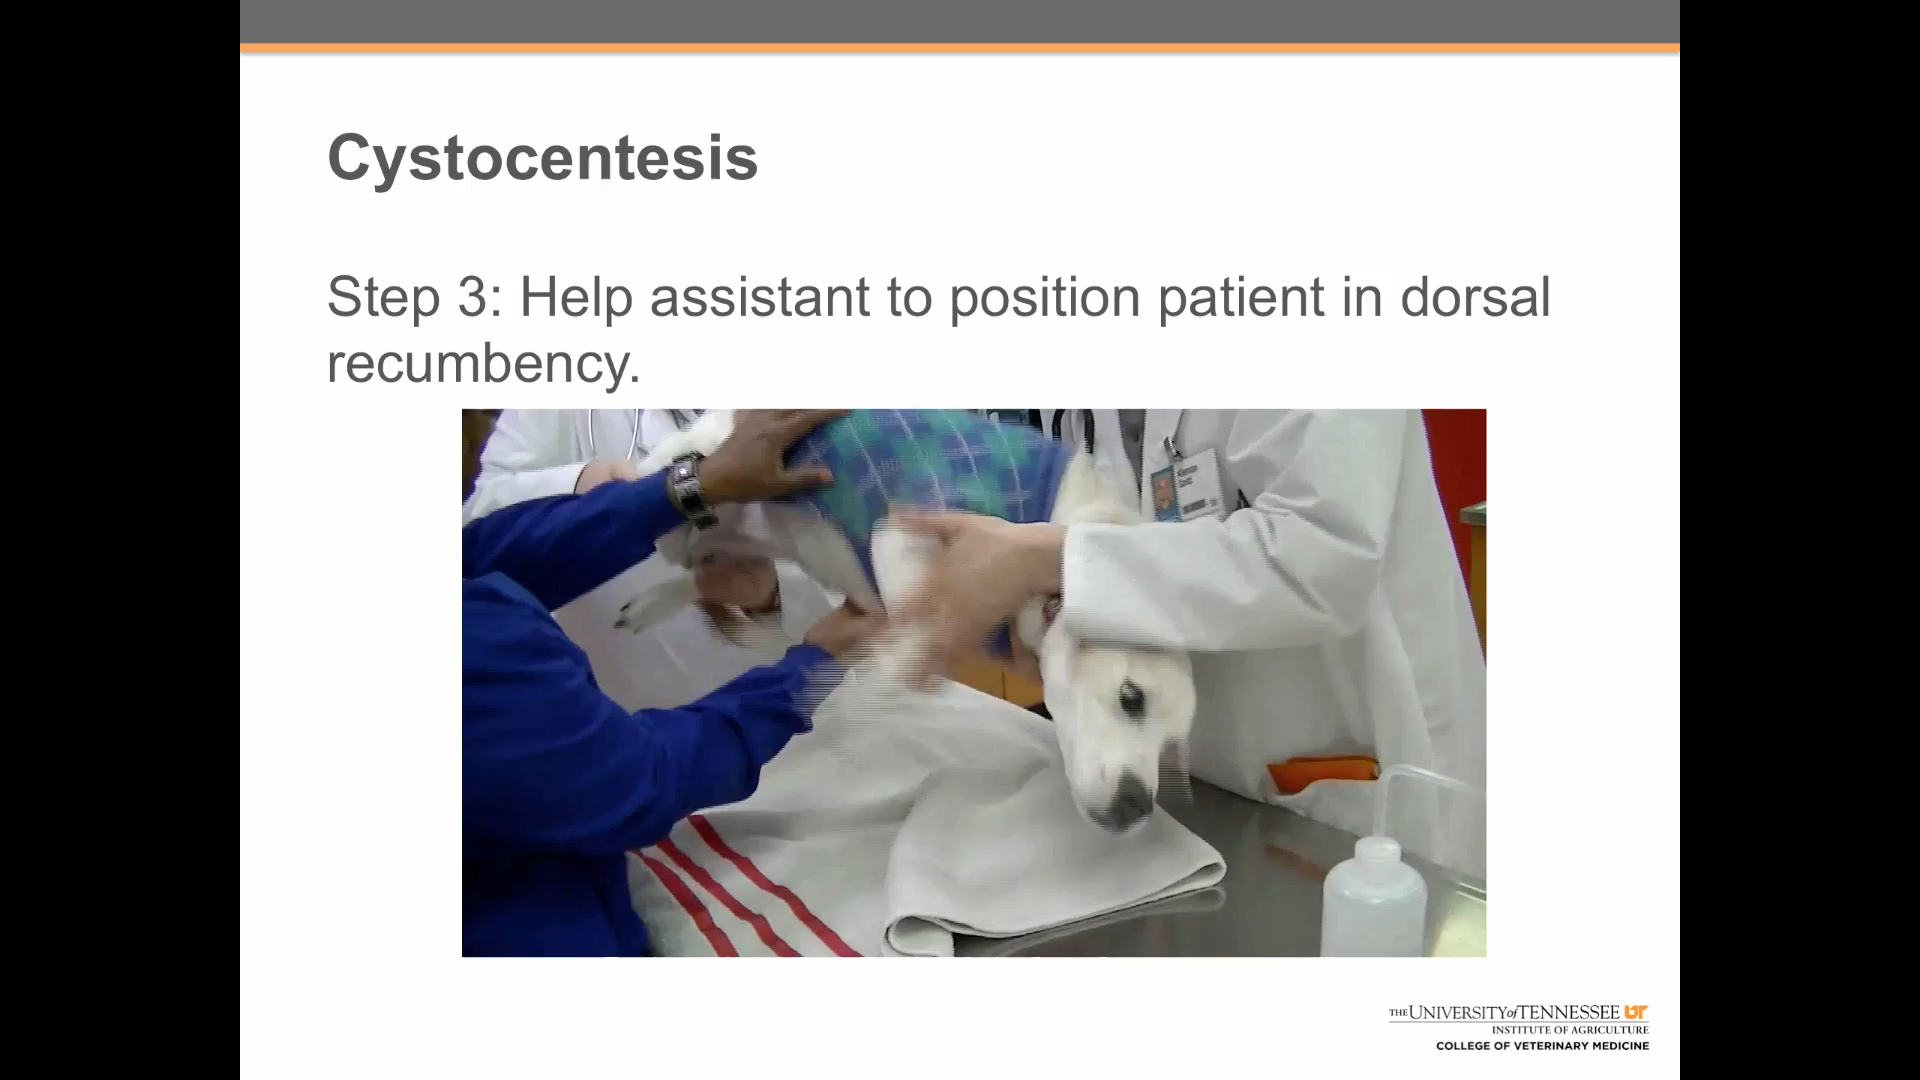 Cystocentesis
Step 3: Help assistant to position patient in dorsal
recumbency.
THE UNIVERSITY of TENNESSEE UT
INSTITUTE OF AGRICULTURE
COLLEGE OF VETERINARY MEDICINE